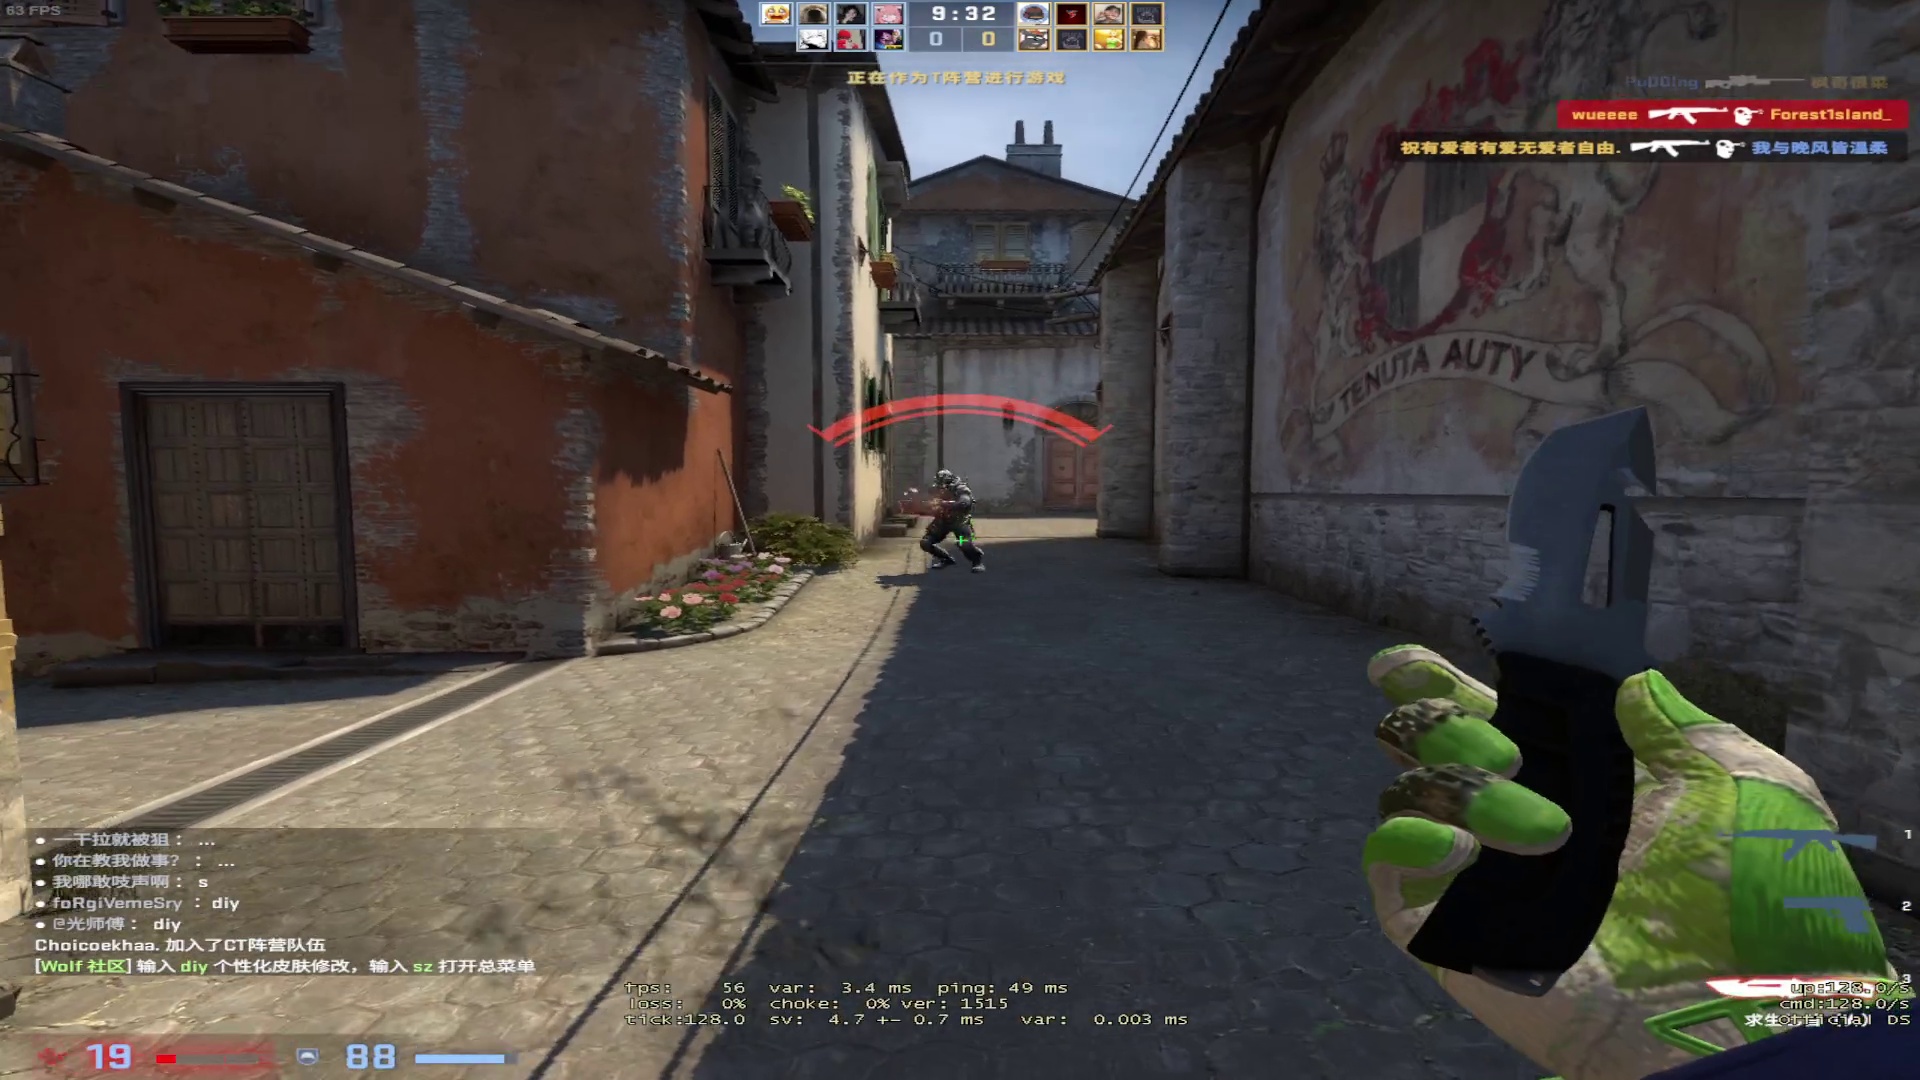 63 FPS
9:32
0 0
正在作为T阵营进行游戏
PuDD1ng 枫哥很菜
wueeee Forest1sland_
祝有爱者有爱无爱者自由. 我与晚风皆温柔
TENUTA AUTY
一干拉就被狙： ...
你在教我做事？ ： ...
我哪敢吱声啊： s
foRgiVemeSry ： diy
@光师傅： diy
Choicoekhaa. 加入了CT阵营队伍
[Wolf 社区] 输入 diy 个性化皮肤修改，输入 sz 打开总菜单
1
2
3
fps: 56 var: 3.4 ms ping: 49 ms
loss: 0% choke: 0% ver: 1515
tick:128.0 sv: 4.7 +- 0.7 ms var: 0.003 ms
up:128.0/s
cmd:128.0/s
DS
19 88